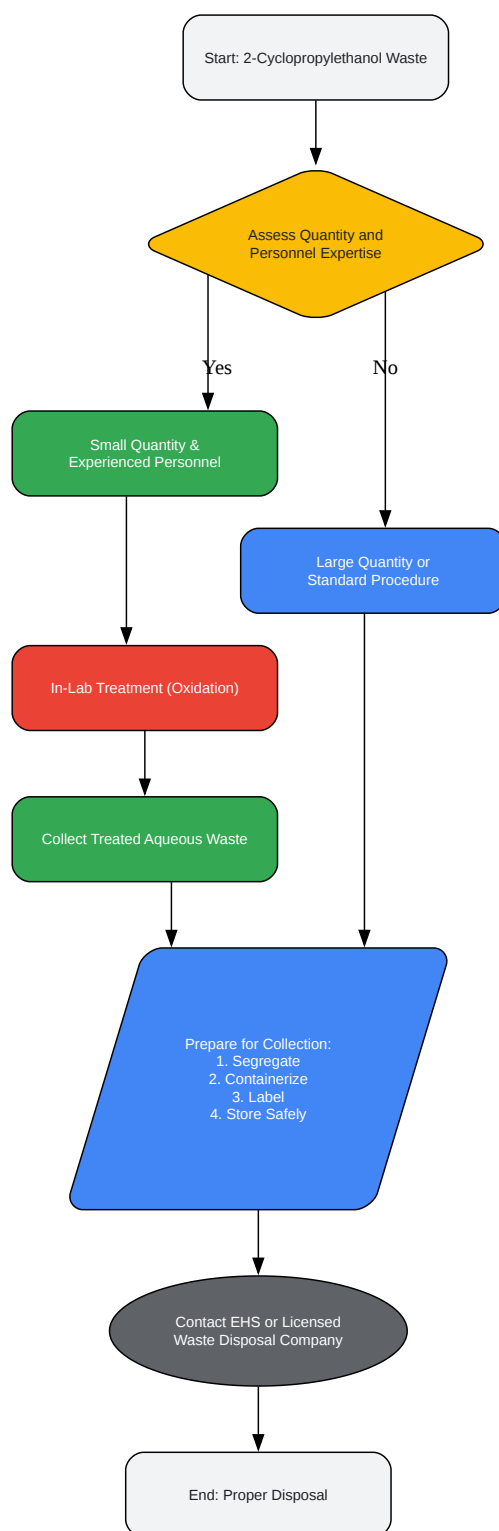 Start: 2-Cyclopropylethanol Waste
Assess Quantity and
Personnel Expertise
Yes
No
Small Quantity &
Experienced Personnel
Large Quantity or
Standard Procedure
In-Lab Treatment (Oxidation)
Collect Treated Aqueous Waste
Prepare for Collection:
1. Segregate
2. Containerize
3. Label
4. Store Safely
Contact EHS or Licensed
Waste Disposal Company
End: Proper Disposal